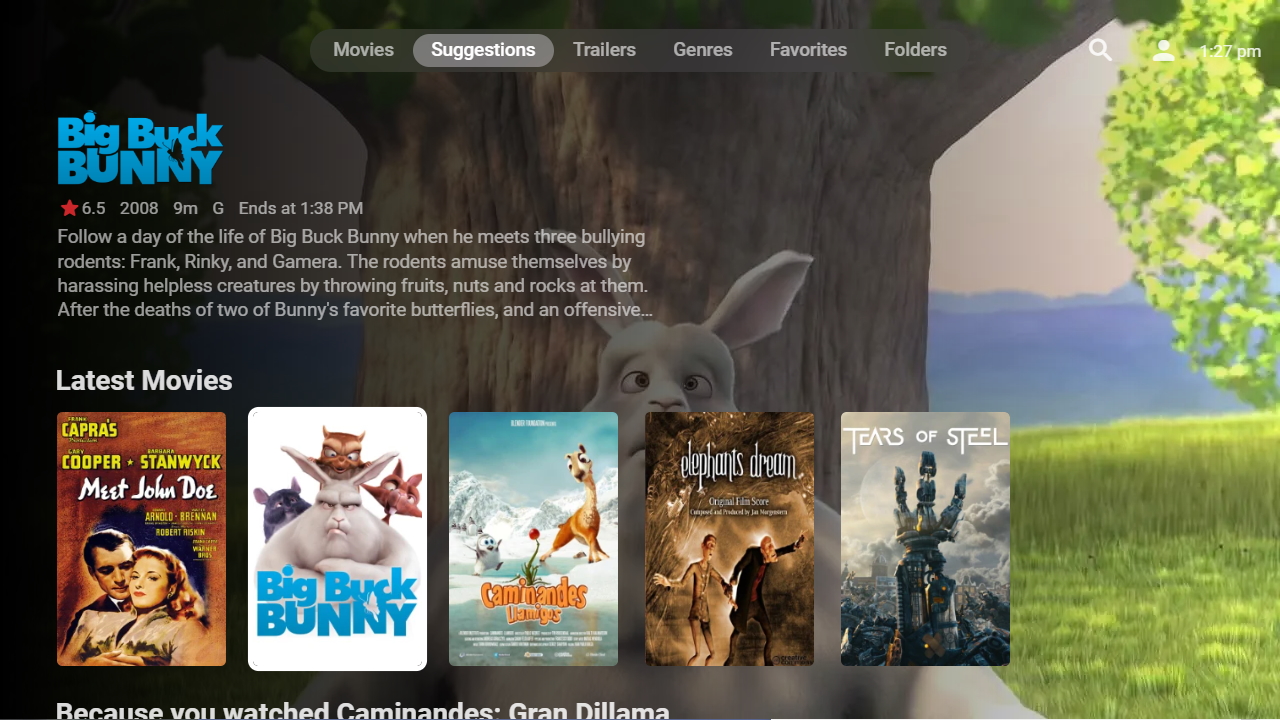 Movies Suggestions Trailers Genres Favorites Folders 1:27 pm
Big Buck
BUNNY
6.5 2008 9m G Ends at 1:38 PM
Follow a day of the life of Big Buck Bunny when he meets three bullying
rodents: Frank, Rinky, and Gamera. The rodents amuse themselves by
harassing helpless creatures by throwing fruits, nuts and rocks at them.
After the deaths of two of Bunny's favorite butterflies, and an offensive...
Latest Movies
FRANK
CAPRA'S
GARY BARBARA
COOPER ★ STANWYCK
Meet John Doe
ARNOLD · BRENNAN
ROBERT RISKIN
WARNER
BROS
Big Buck
BUNNY
Caminandes
Llamigos
elephants dream
Original Film Score
Composed and Produced by Jan Morgenstern
TEARS OF STEEL
Because you watched Caminandes: Gran Dillama